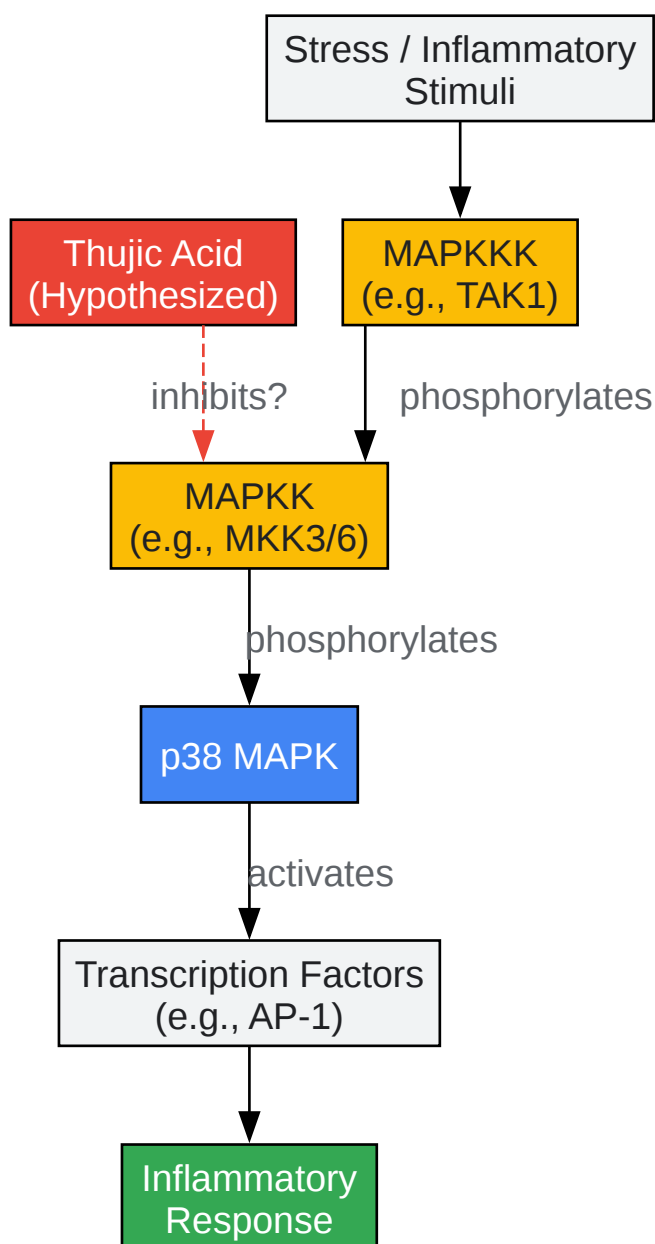 Stress / Inflammatory
Stimuli
Thujic Acid
(Hypothesized)
MAPKKK
(e.g., TAK1)
inhibits?
phosphorylates
MAPKK
(e.g., MKK3/6)
phosphorylates
p38 MAPK
activates
Transcription Factors
(e.g., AP-1)
Inflammatory
Response